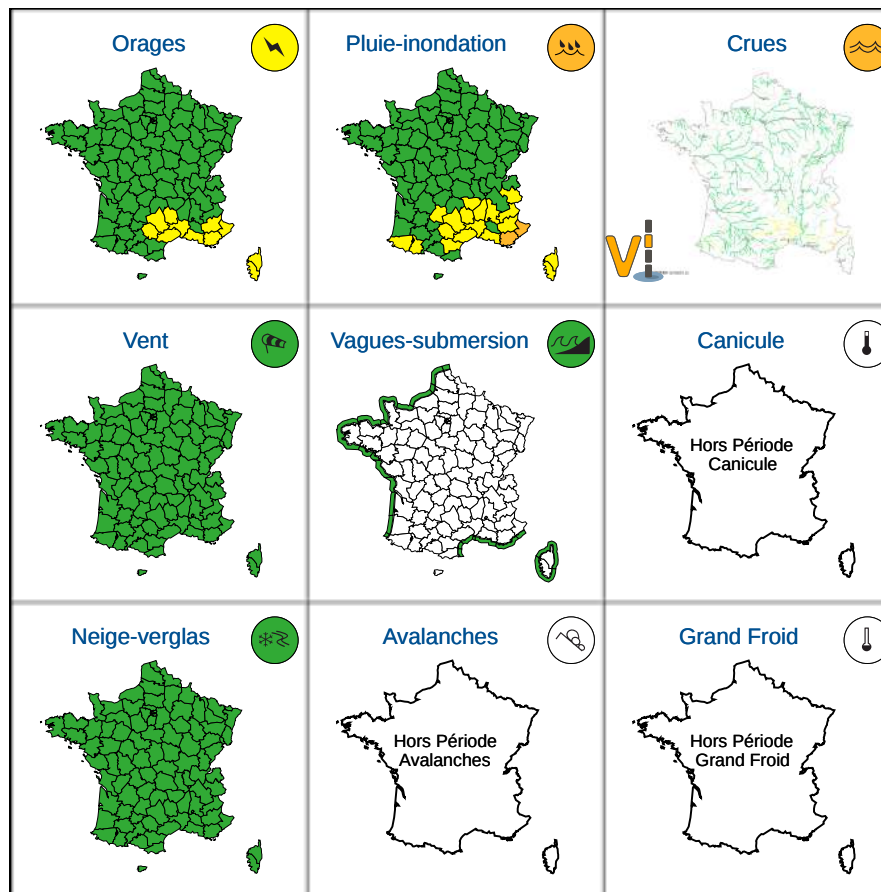 Orages
Pluie-inondation
Crues
Vi
Vent
Vagues-submersion
Canicule
Hors Période
Canicule
Neige-verglas
Avalanches
Grand Froid
Hors Période
Avalanches
Hors Période
Grand Froid